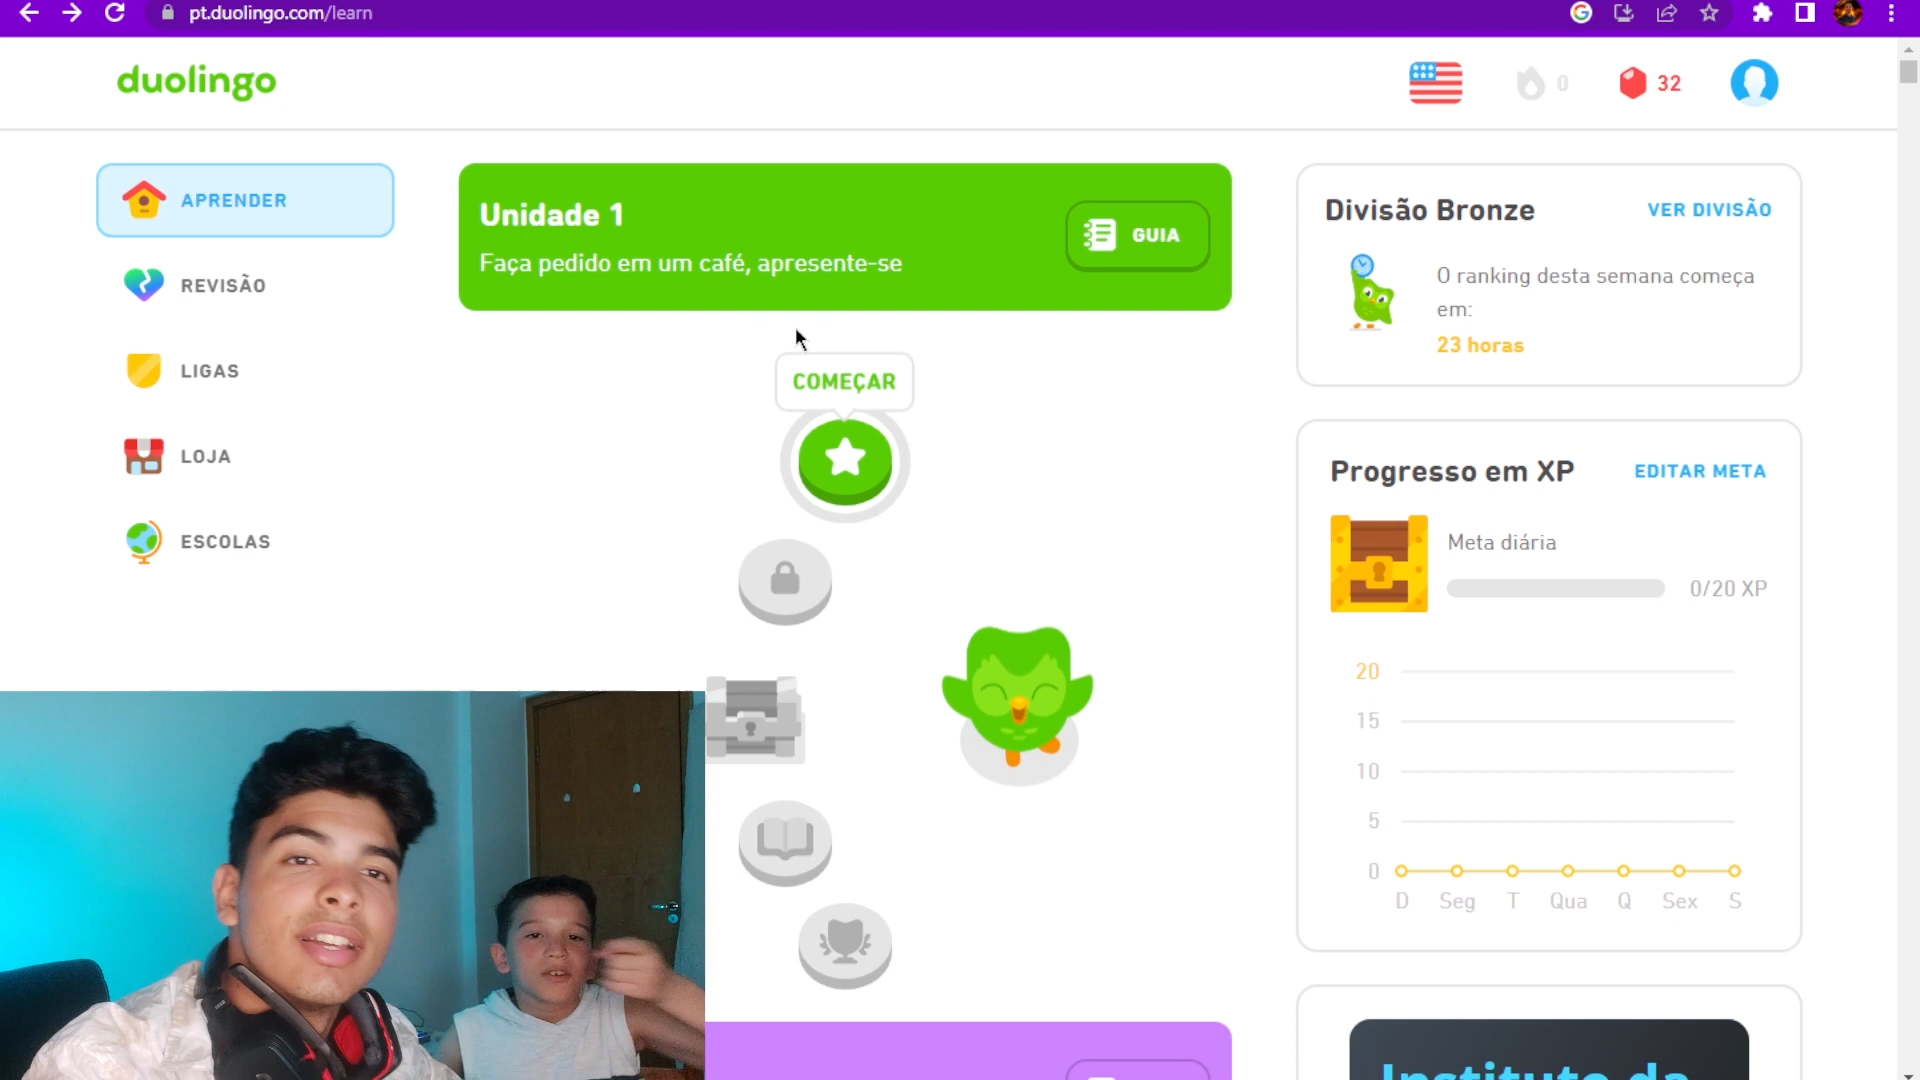 pt.duolingo.com/learn
duolingo
0
32
APRENDER
REVISÃO
LIGAS
LOJA
ESCOLAS
Unidade 1
Faça pedido em um café, apresente-se
GUIA
COMEÇAR
Divisão Bronze
VER DIVISÃO
O ranking desta semana começa
em:
23 horas
Progresso em XP
EDITAR META
Meta diária
0/20 XP
20
15
10
5
0
D Seg T Qua Q Sex S
Instituto da